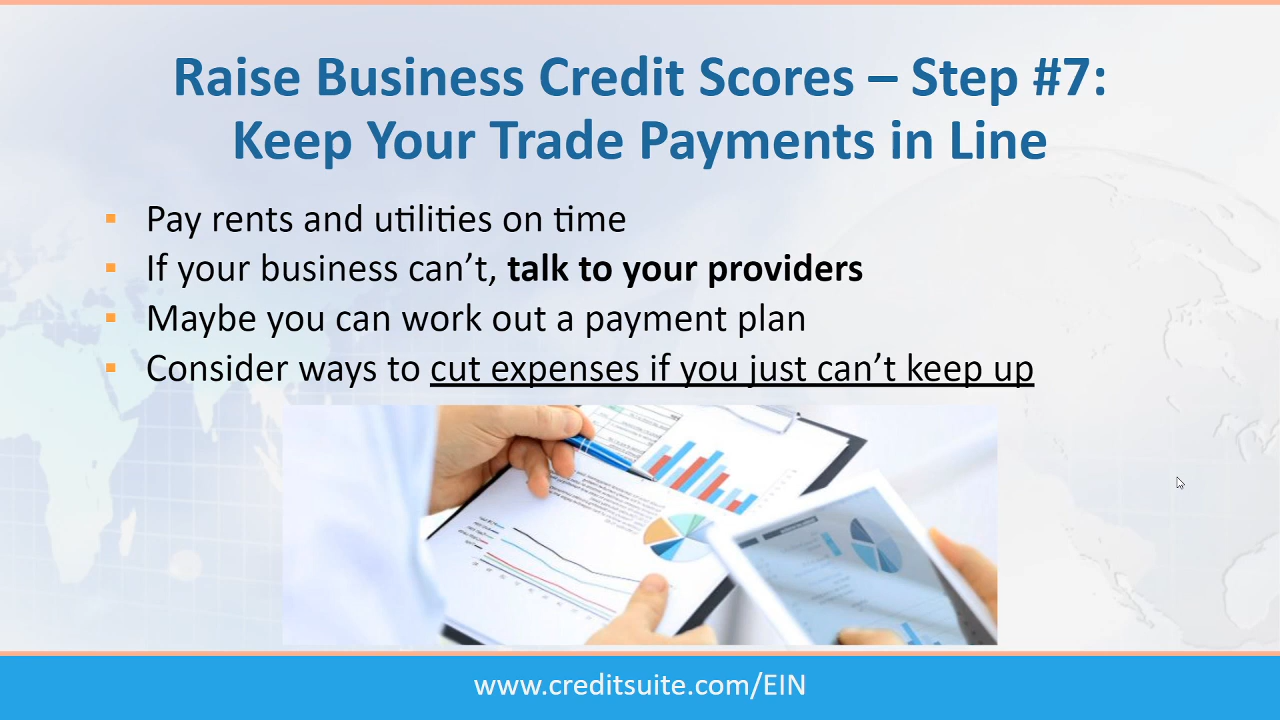 Raise Business Credit Scores – Step #7:
Keep Your Trade Payments in Line
Pay rents and utilities on time
If your business can’t, talk to your providers
Maybe you can work out a payment plan
Consider ways to cut expenses if you just can’t keep up
www.creditsuite.com/EIN